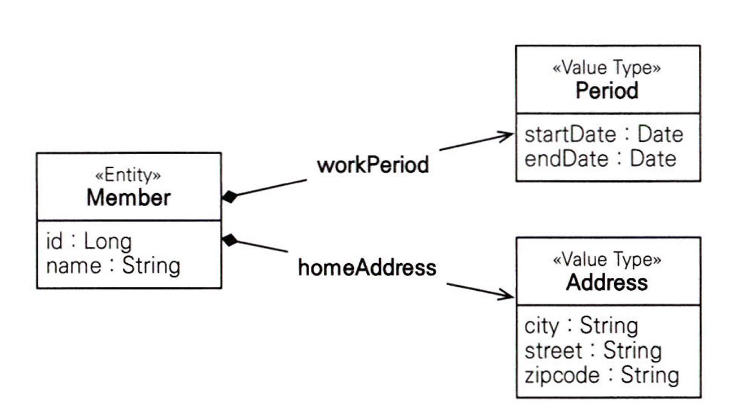 «Entity»
Member
id : Long
name : String
workPeriod
homeAddress
«Value Type»
Period
startDate : Date
endDate : Date
«Value Type»
Address
city : String
street : String
zipcode : String